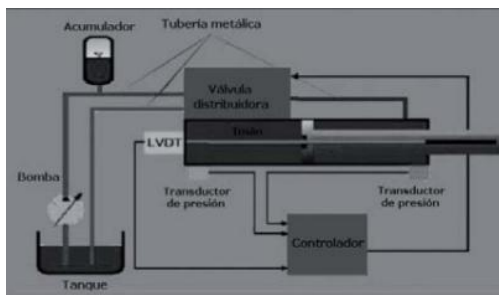 Acumulador
Tubería metálica
Válvula
distribuidora
LVDT
Bomba
Transductor
de presión
Transductor
de presión
Controlador
Tanque